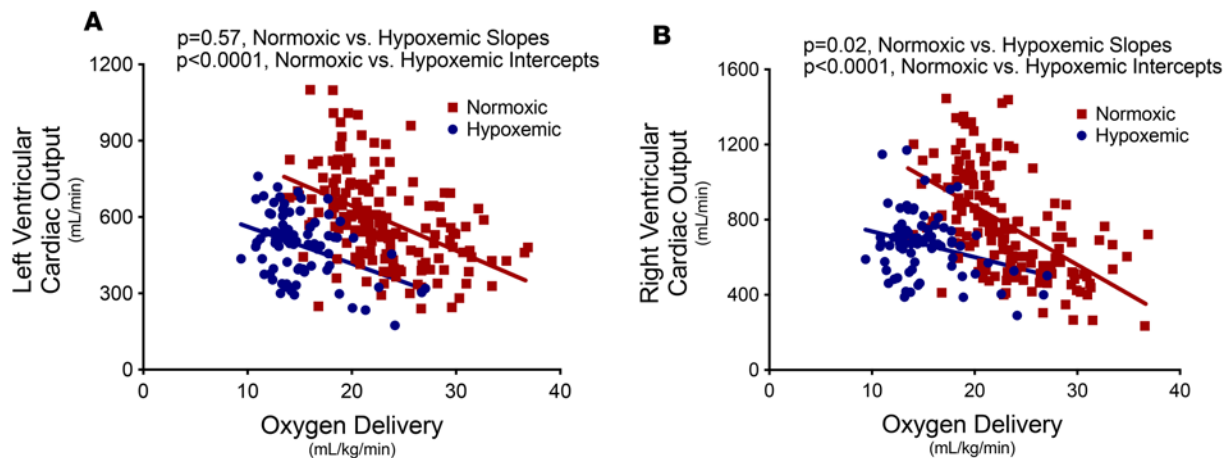 A
p=0.57, Normoxic vs. Hypoxemic Slopes
p<0.0001, Normoxic vs. Hypoxemic Intercepts
1200
900
600
300
0
Left Ventricular
Cardiac Output
(mL/min)
Normoxic
Hypoxemic
0
10
20
30
40
Oxygen Delivery
(mL/kg/min)
B
p=0.02, Normoxic vs. Hypoxemic Slopes
p<0.0001, Normoxic vs. Hypoxemic Intercepts
1600
1200
800
400
0
Right Ventricular
Cardiac Output
(mL/min)
Normoxic
Hypoxemic
0
10
20
30
40
Oxygen Delivery
(mL/kg/min)